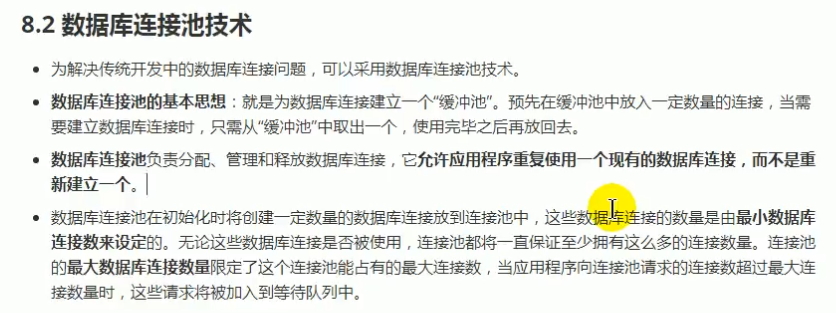 8.2 数据库连接池技术
• 为解决传统开发中的数据库连接问题，可以采用数据库连接池技术。
• 数据库连接池的基本思想：就是为数据库连接建立一个“缓冲池”。预先在缓冲池中放入一定数量的连接，当需
要建立数据库连接时，只需从“缓冲池”中取出一个，使用完毕之后再放回去。
• 数据库连接池负责分配、管理和释放数据库连接，它允许应用程序重复使用一个现有的数据库连接，而不是重
新建立一个。
• 数据库连接池在初始化时将创建一定数量的数据库连接放到连接池中，这些数据库连接的数量是由最小数据库
连接数来设定的。无论这些数据库连接是否被使用，连接池都将一直保证至少拥有这么多的连接数量。连接池
的最大数据库连接数量限定了这个连接池能占有的最大连接数，当应用程序向连接池请求的连接数超过最大连
接数量时，这些请求将被加入到等待队列中。